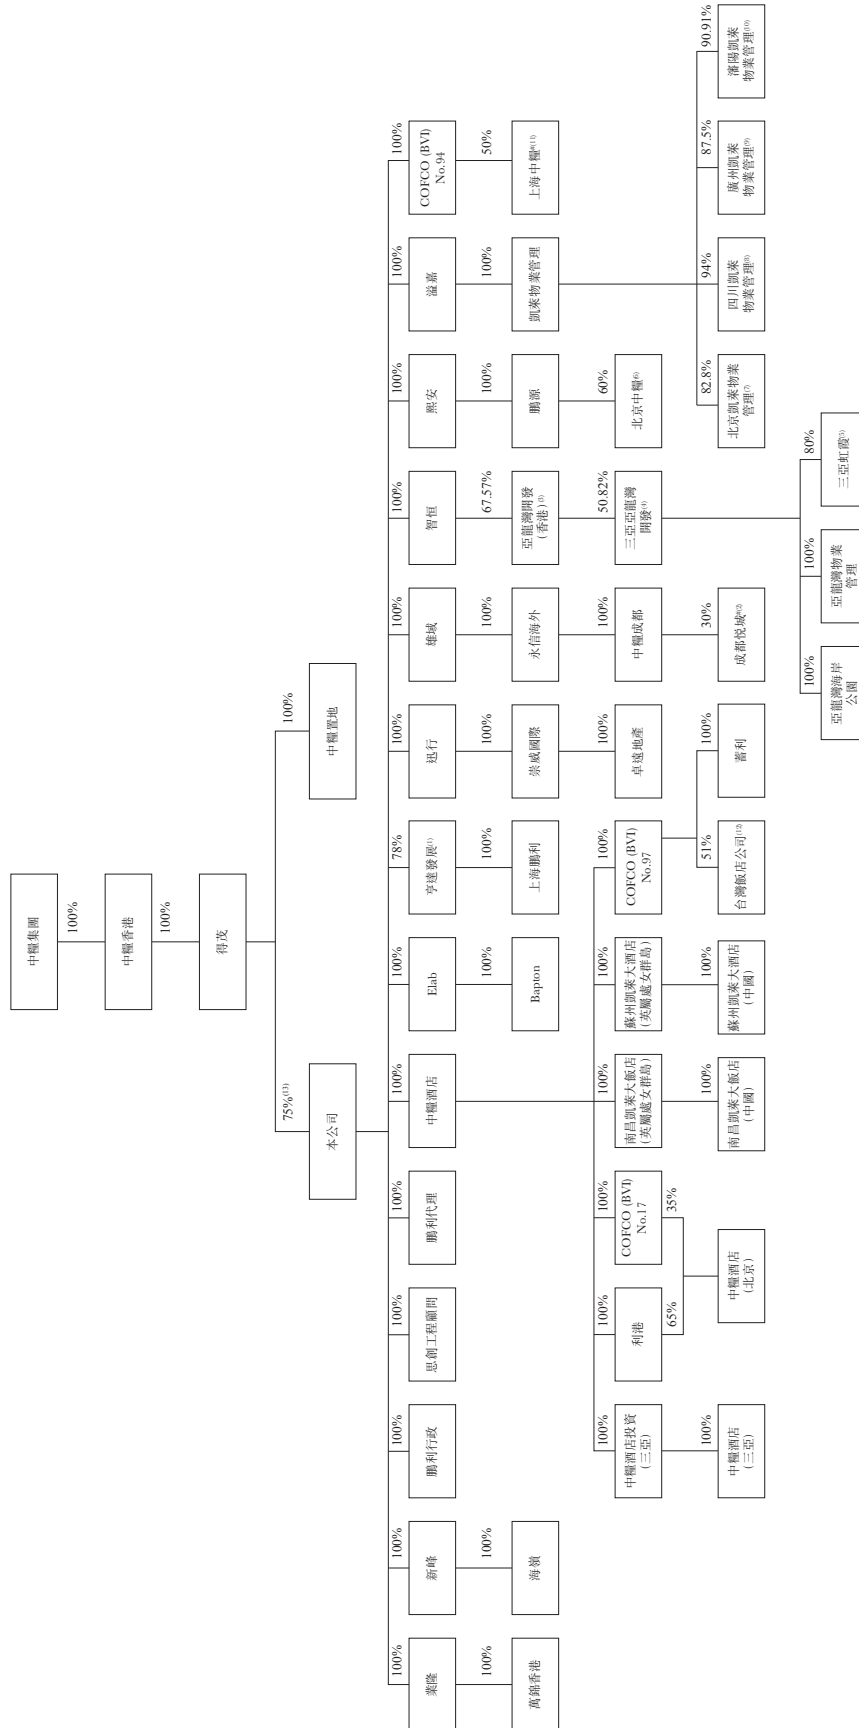 中糧集團
100%
中糧香港
100%
得茂
75%(13)
100%
本公司
中糧置地
100%
100%
100%
100%
100%
100%
100%
78%
100%
100%
100%
100%
100%
100%
業隆
新峰
鵬利行政
思創工程顧問
鵬利代理
中糧酒店
Elab
亨達發展(1)
迅行
雄域
智恒
熙安
溢嘉
COFCO (BVI)
No.94
100%
100%
100%
100%
100%
100%
67.57%
100%
100%
50%
萬錦香港
海嶺
Bapton
上海鵬利
崇威國際
永信海外
亞龍灣開發
(香港)(3)
鵬源
凱萊物業管理
上海中糧#(11)
100%
100%
100%
100%
100%
100%
100%
100%
50.82%
60%
中糧酒店投資
(三亞)
利港
COFCO (BVI)
No.17
南昌凱萊大飯店
(英屬處女群島)
蘇州凱萊大酒店
(英屬處女群島)
COFCO (BVI)
No.97
卓遠地產
中糧成都
三亞亞龍灣
開發(4)
北京中糧(6)
100%
65%
35%
100%
100%
51%
100%
30%
82.8%
94%
87.5%
90.91%
中糧酒店
(三亞)
中糧酒店
(北京)
南昌凱萊大飯店
(中國)
蘇州凱萊大酒店
(中國)
台灣飯店公司(12)
蓄利
成都悅城#(2)
北京凱萊物業
管理(7)
四川凱萊
物業管理(8)
廣州凱萊
物業管理(9)
瀋陽凱萊
物業管理(10)
100%
100%
80%
亞龍灣海岸
公園
亞龍灣物業
管理
三亞虹霞(5)